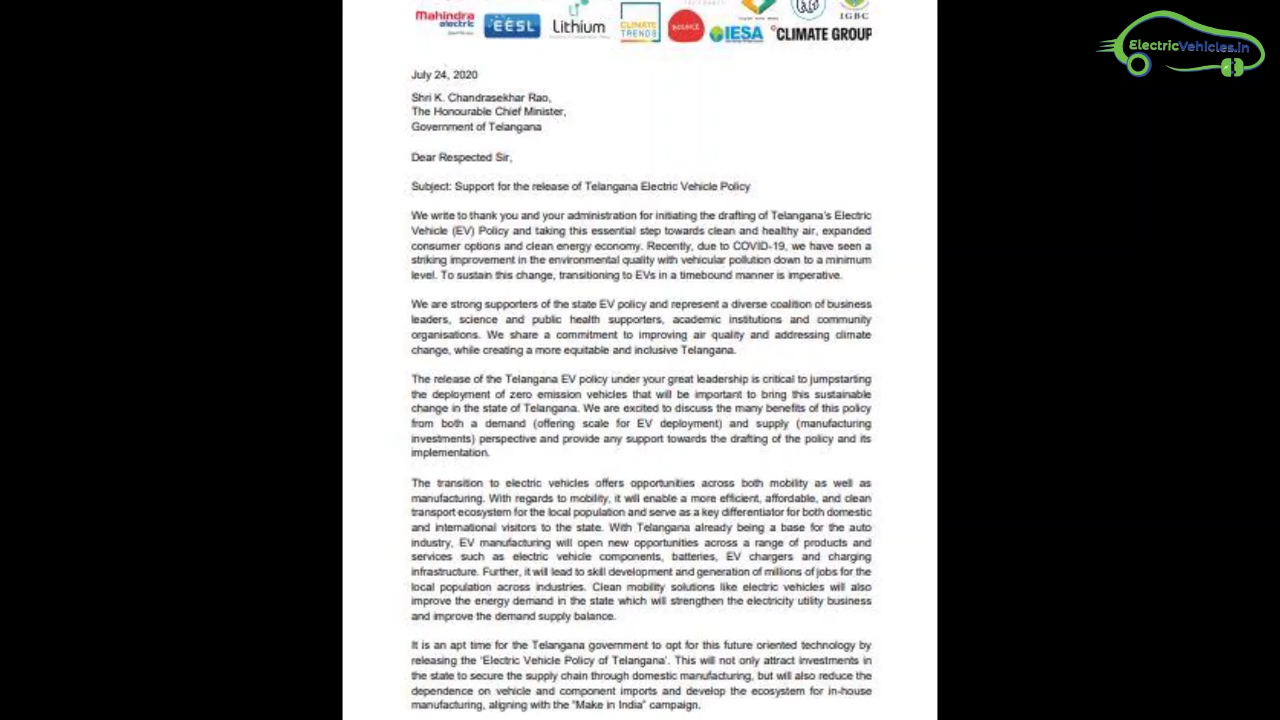 Mahindra
electric
EESL
Lithium
CLIMATE
TRENDS
BOUNCE
IESA
°CLIMATE GROUP
IGBC
ElectricVehicles.in
July 24, 2020
Shri K. Chandrasekhar Rao,
The Honourable Chief Minister,
Government of Telangana
Dear Respected Sir,
Subject: Support for the release of Telangana Electric Vehicle Policy
We write to thank you and your administration for initiating the drafting of Telangana's Electric
Vehicle (EV) Policy and taking this essential step towards clean and healthy air, expanded
consumer options and clean energy economy. Recently, due to COVID-19, we have seen a
striking improvement in the environmental quality with vehicular pollution down to a minimum
level. To sustain this change, transitioning to EVs in a timebound manner is imperative.
We are strong supporters of the state EV policy and represent a diverse coalition of business
leaders, science and public health supporters, academic institutions and community
organisations. We share a commitment to improving air quality and addressing climate
change, while creating a more equitable and inclusive Telangana.
The release of the Telangana EV policy under your great leadership is critical to jumpstarting
the deployment of zero emission vehicles that will be important to bring this sustainable
change in the state of Telangana. We are excited to discuss the many benefits of this policy
from both a demand (offering scale for EV deployment) and supply (manufacturing
investments) perspective and provide any support towards the drafting of the policy and its
implementation.
The transition to electric vehicles offers opportunities across both mobility as well as
manufacturing. With regards to mobility, it will enable a more efficient, affordable, and clean
transport ecosystem for the local population and serve as a key differentiator for both domestic
and international visitors to the state. With Telangana already being a base for the auto
industry, EV manufacturing will open new opportunities across a range of products and
services such as electric vehicle components, batteries, EV chargers and charging
infrastructure. Further, it will lead to skill development and generation of millions of jobs for the
local population across industries. Clean mobility solutions like electric vehicles will also
improve the energy demand in the state which will strengthen the electricity utility business
and improve the demand supply balance.
It is an apt time for the Telangana government to opt for this future oriented technology by
releasing the 'Electric Vehicle Policy of Telangana'. This will not only attract investments in
the state to secure the supply chain through domestic manufacturing, but will also reduce the
dependence on vehicle and component imports and develop the ecosystem for in-house
manufacturing, aligning with the "Make in India" campaign.